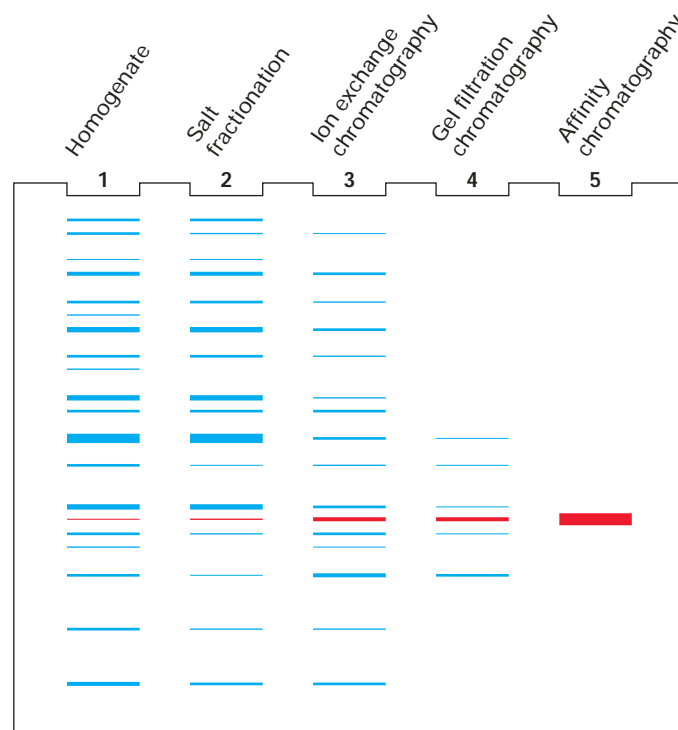 Homogenate
Salt
fractionation
Ion exchange
chromatography
Gel filtration
chromatography
Affinity
chromatography
1
2
3
4
5